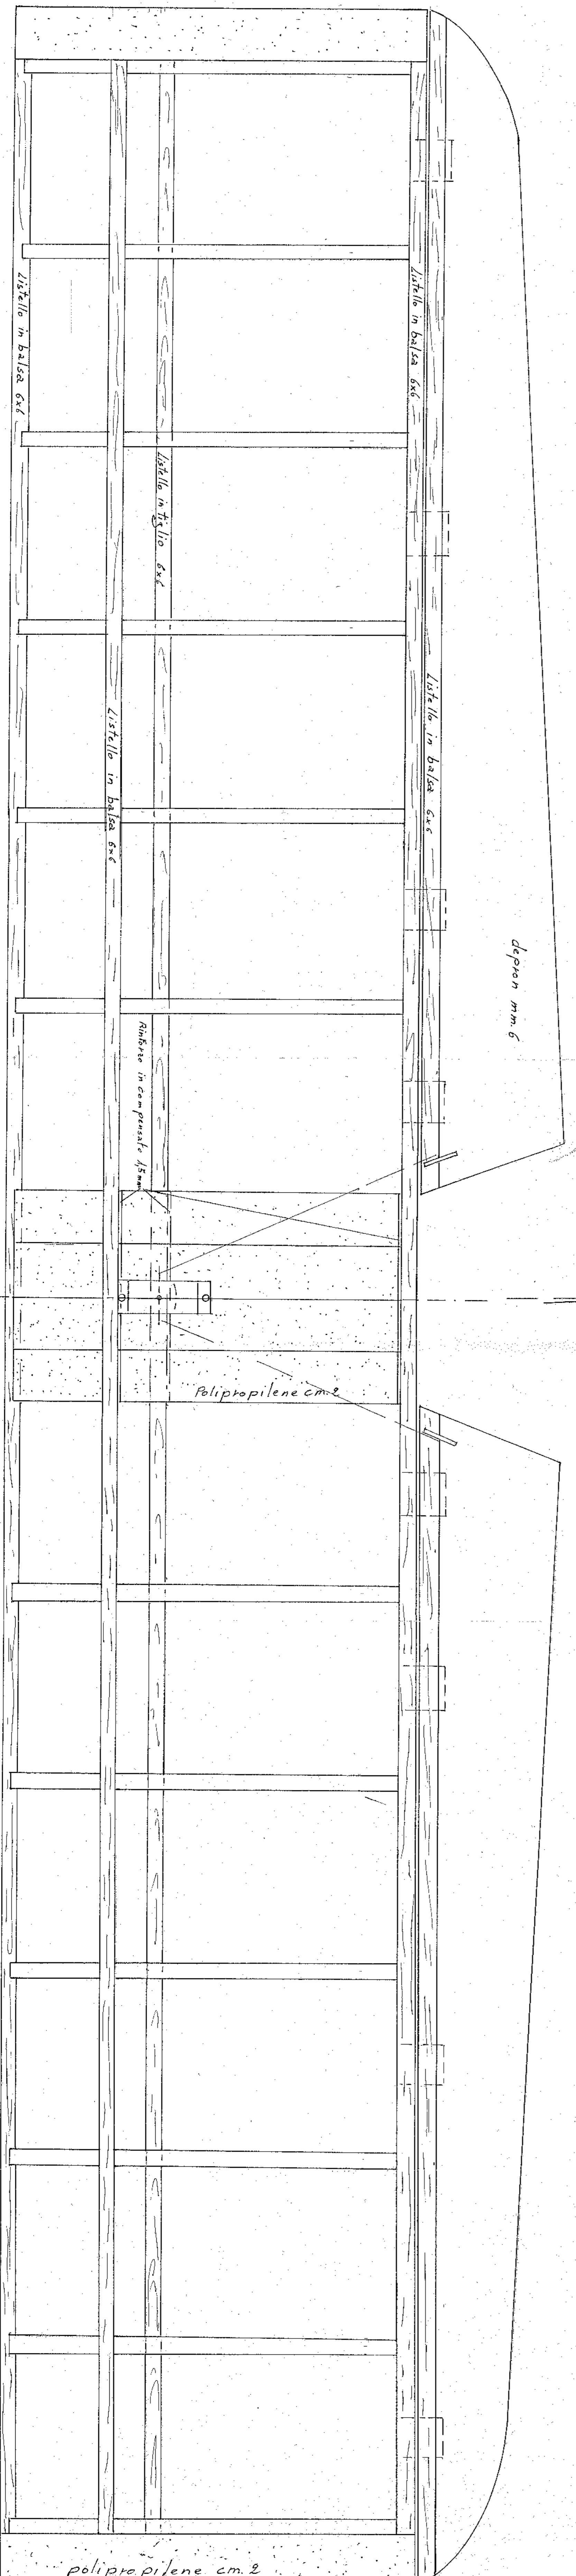 Listello in balsa 6x6
Listello in balsa 6x6
Listello in tiglio 6x6
Listello in balsa 6x6
Listello in balsa 6x6
depron mm. 6
Rinforzo in compensato 1,5 mm
Polipropilene cm. 2
polipropilene cm. 2